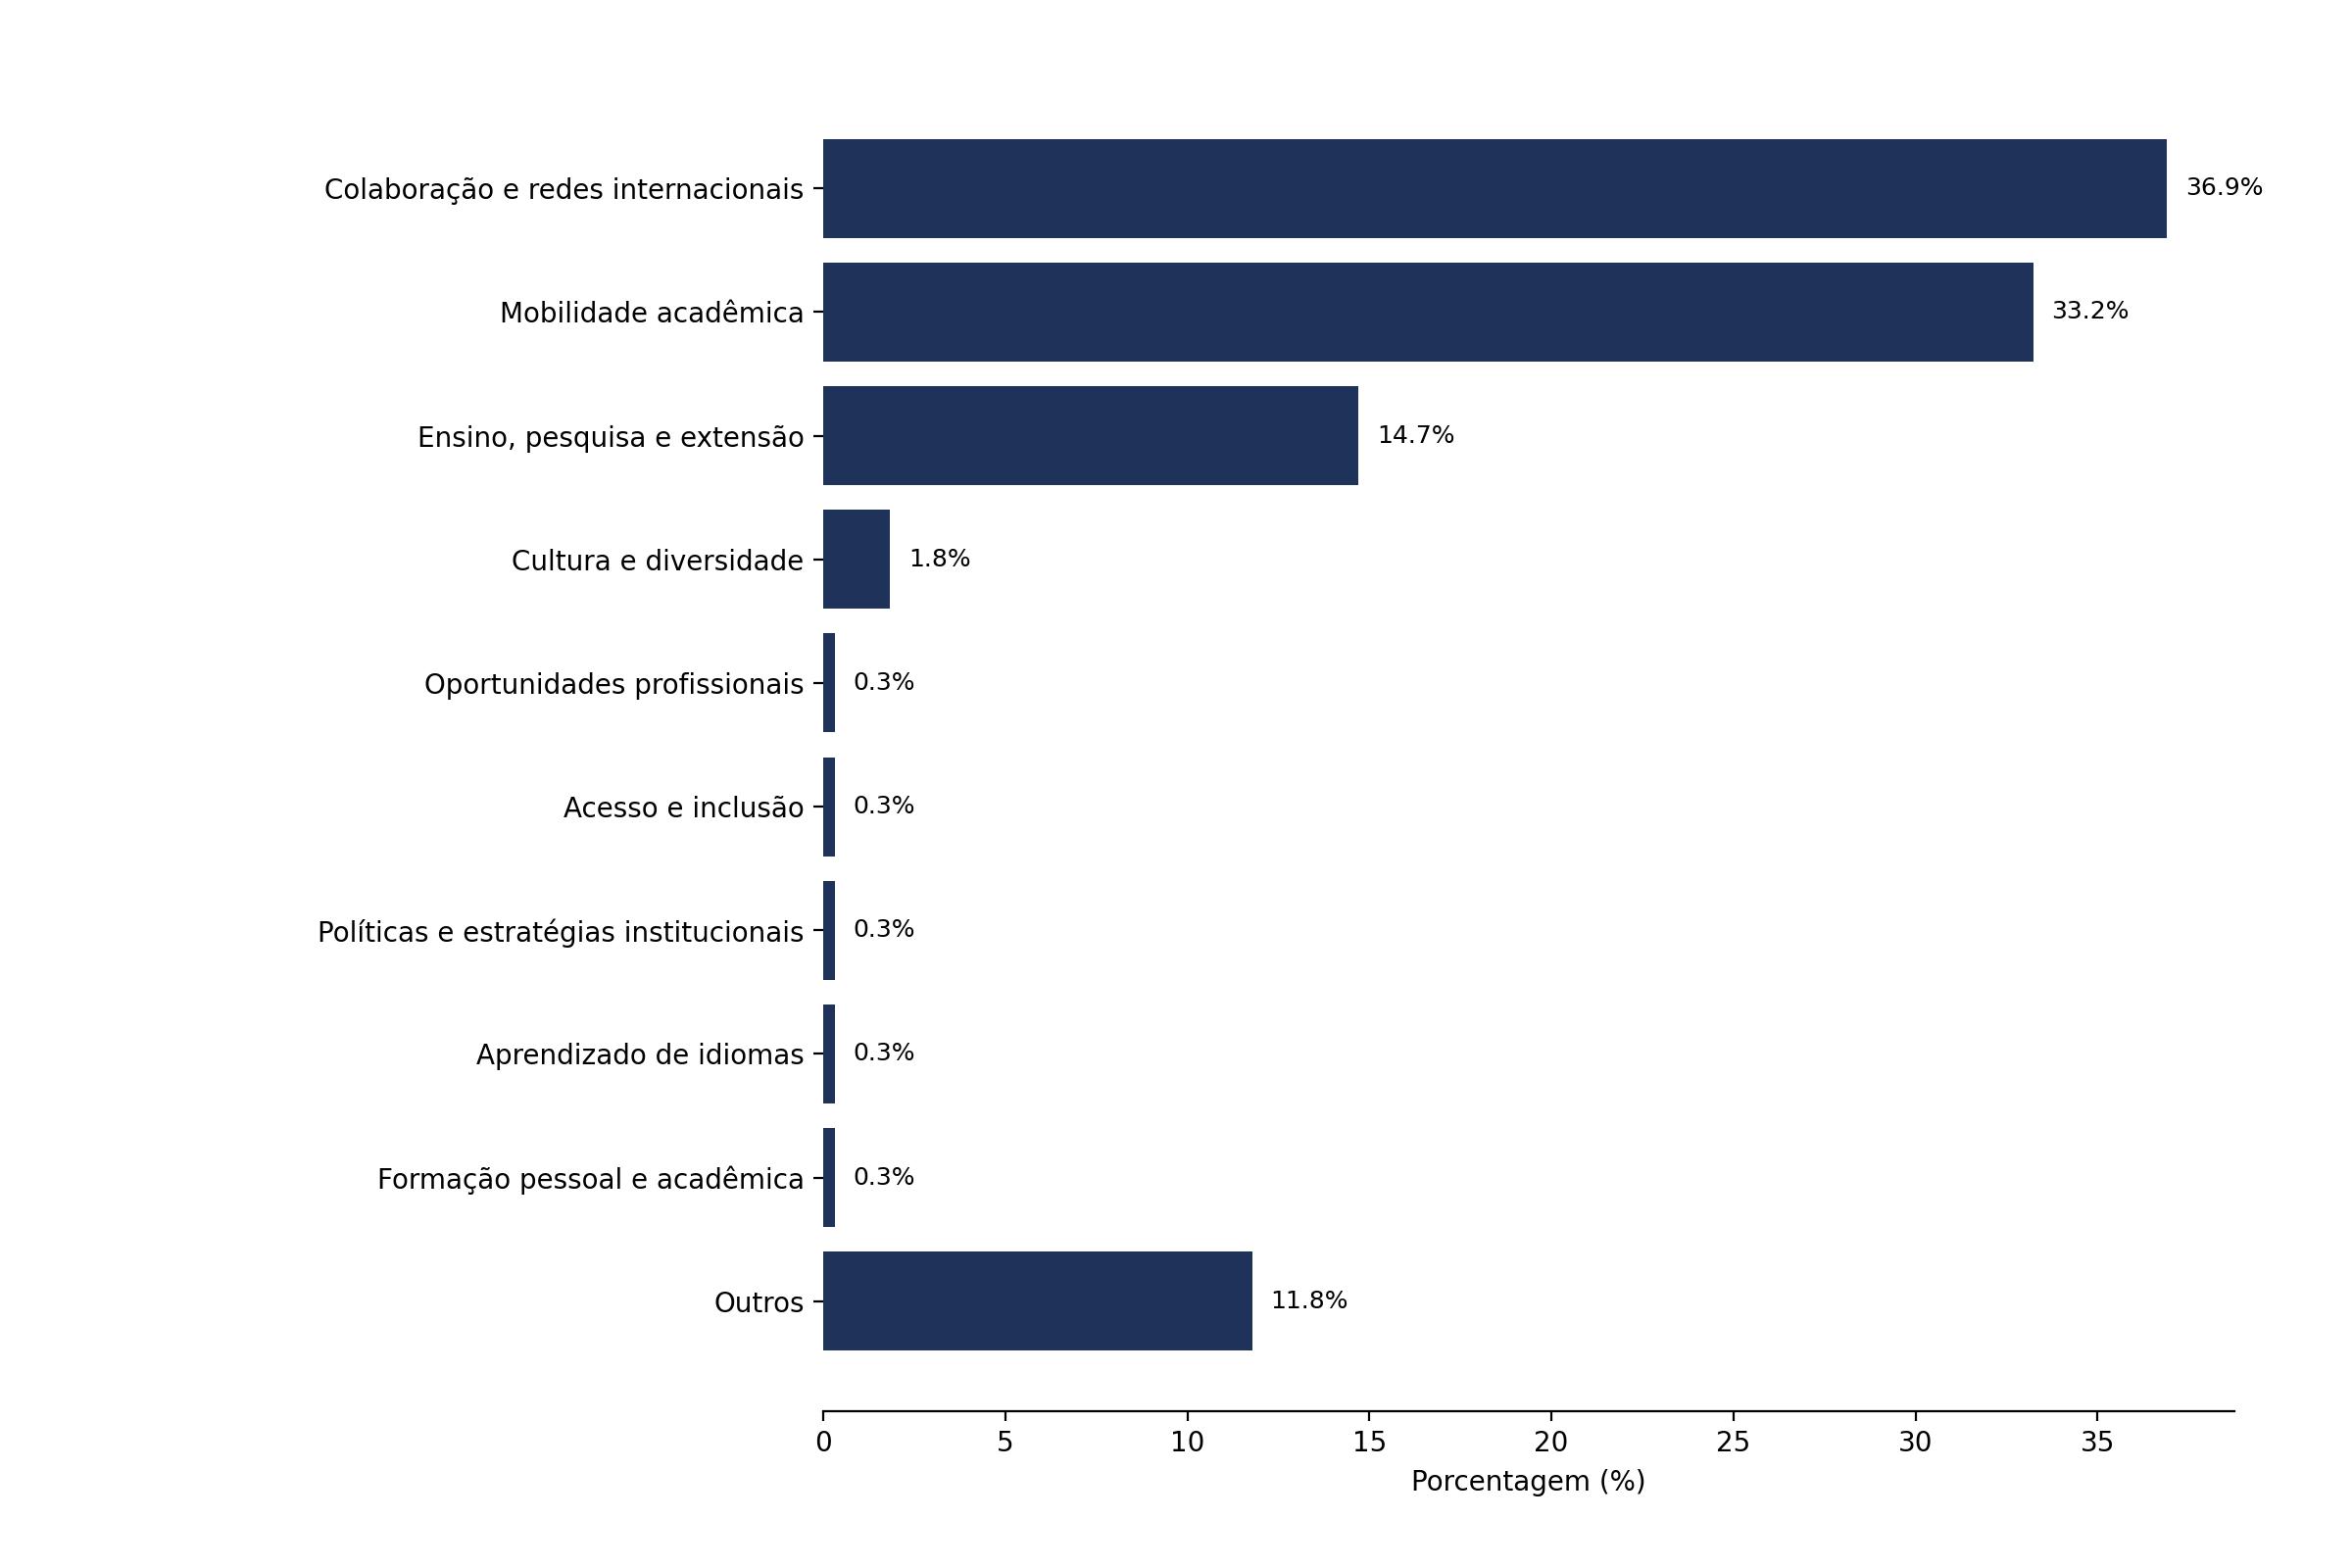 Colaboração e redes internacionais 36.9%
Mobilidade acadêmica 33.2%
Ensino, pesquisa e extensão 14.7%
Cultura e diversidade 1.8%
Oportunidades profissionais 0.3%
Acesso e inclusão 0.3%
Políticas e estratégias institucionais 0.3%
Aprendizado de idiomas 0.3%
Formação pessoal e acadêmica 0.3%
Outros 11.8%
0 5 10 15 20 25 30 35
Porcentagem (%)